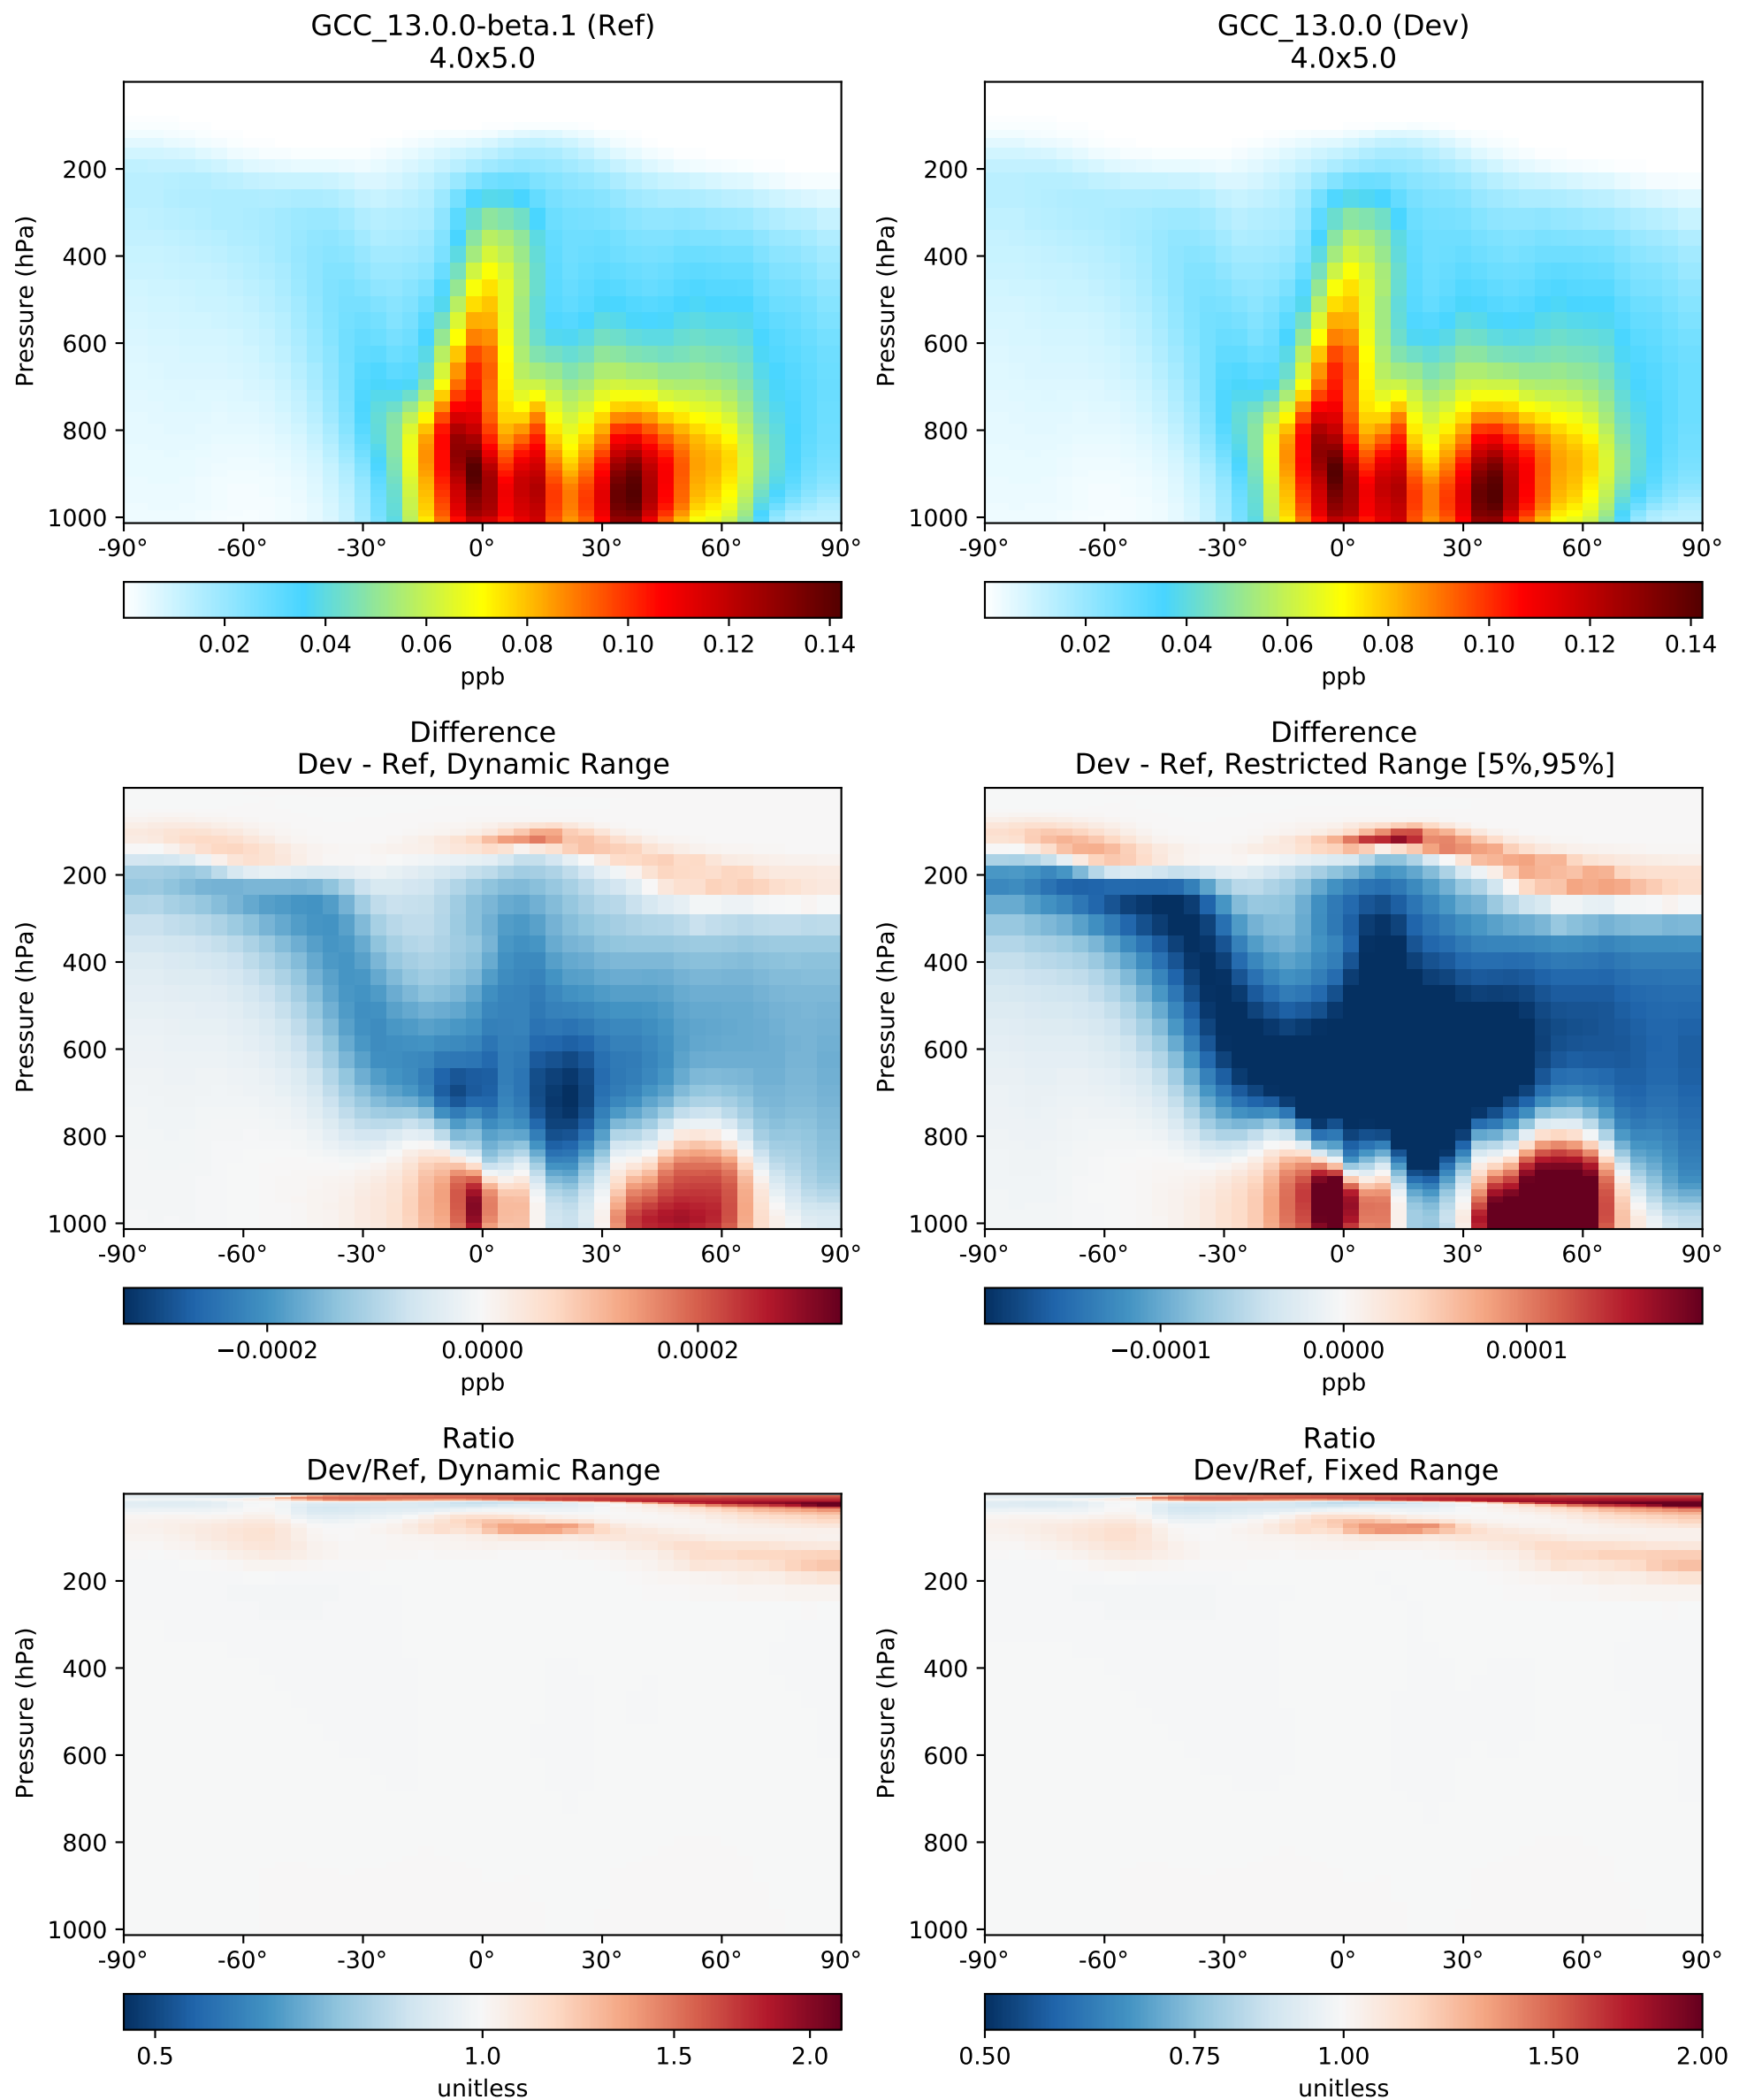 GCC_13.0.0-beta.1 (Ref)
4.0x5.0
Pressure (hPa)
200
400
600
800
1000
-90° -60° -30° 0° 30° 60° 90°
0.02 0.04 0.06 0.08 0.10 0.12 0.14
ppb
GCC_13.0.0 (Dev)
4.0x5.0
Pressure (hPa)
200
400
600
800
1000
-90° -60° -30° 0° 30° 60° 90°
0.02 0.04 0.06 0.08 0.10 0.12 0.14
ppb
Difference
Dev - Ref, Dynamic Range
Pressure (hPa)
200
400
600
800
1000
-90° -60° -30° 0° 30° 60° 90°
−0.0002 0.0000 0.0002
ppb
Difference
Dev - Ref, Restricted Range [5%,95%]
Pressure (hPa)
200
400
600
800
1000
-90° -60° -30° 0° 30° 60° 90°
−0.0001 0.0000 0.0001
ppb
Ratio
Dev/Ref, Dynamic Range
Pressure (hPa)
200
400
600
800
1000
-90° -60° -30° 0° 30° 60° 90°
0.5 1.0 1.5 2.0
unitless
Ratio
Dev/Ref, Fixed Range
Pressure (hPa)
200
400
600
800
1000
-90° -60° -30° 0° 30° 60° 90°
0.50 0.75 1.00 1.50 2.00
unitless